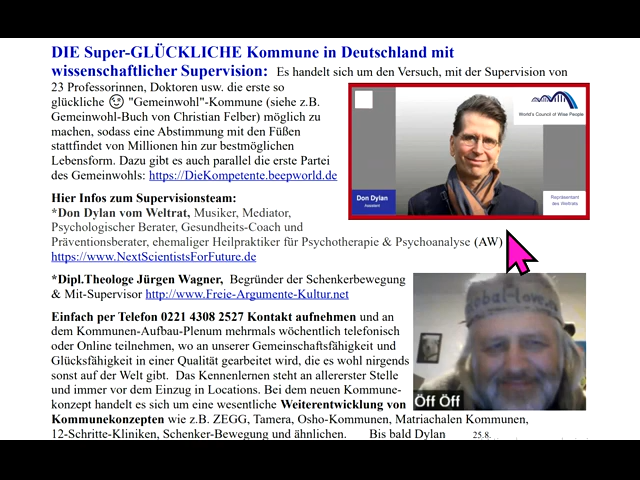 DIE Super-GLÜCKLICHE Kommune in Deutschland mit
wissenschaftlicher Supervision: Es handelt sich um den Versuch, mit der Supervision von
23 Professorinnen, Doktoren usw. die erste so
glückliche "Gemeinwohl"-Kommune (siehe z.B.
Gemeinwohl-Buch von Christian Felber) möglich zu
machen, sodass eine Abstimmung mit den Füßen
stattfindet von Millionen hin zur bestmöglichen
Lebensform. Dazu gibt es auch parallel die erste Partei
des Gemeinwohls: https://DieKompetente.beepworld.de
World's Council of Wise People
Don Dylan
Assistent
Repräsentant
des Weltrats
Hier Infos zum Supervisionsteam:
*Don Dylan vom Weltrat, Musiker, Mediator,
Psychologischer Berater, Gesundheits-Coach und
Präventionsberater, ehemaliger Heilpraktiker für Psychotherapie & Psychoanalyse (AW)
https://www.NextScientistsForFuture.de
*Dipl.Theologe Jürgen Wagner, Begründer der Schenkerbewegung
& Mit-Supervisor http://www.Freie-Argumente-Kultur.net
Einfach per Telefon 0221 4308 2527 Kontakt aufnehmen und an
dem Kommunen-Aufbau-Plenum mehrmals wöchentlich telefonisch
oder Online teilnehmen, wo an unserer Gemeinschaftsfähigkeit und
Glücksfähigkeit in einer Qualität gearbeitet wird, die es wohl nirgends
sonst auf der Welt gibt. Das Kennenlernen steht an allererster Stelle
und immer vor dem Einzug in Locations. Bei dem neuen Kommune-
konzept handelt es sich um eine wesentliche Weiterentwicklung von
Kommunekonzepten wie z.B. ZEGG, Tamera, Osho-Kommunen, Matriachalen Kommunen,
12-Schritte-Kliniken, Schenker-Bewegung und ähnlichen. Bis bald Dylan 25.8.
Öff Öff